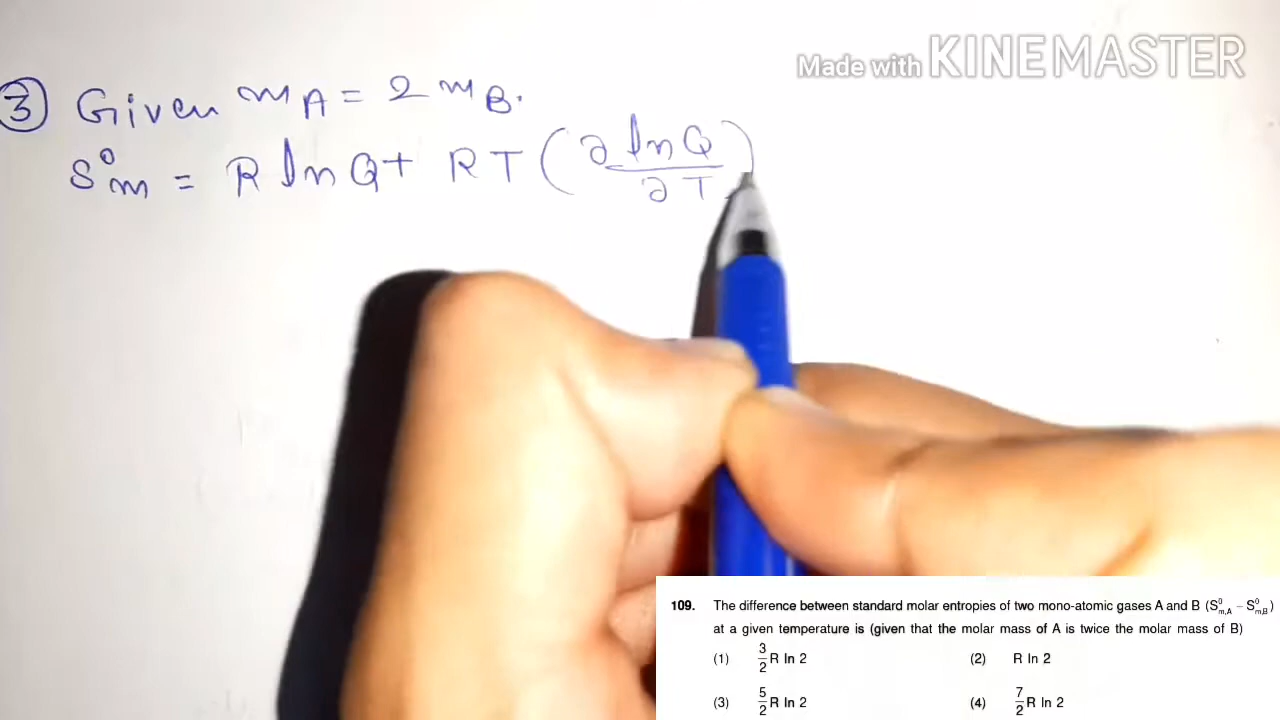 Made with KINEMASTER
③ Given mA = 2 mB.
S⁰m = R ln Q + RT (∂ ln Q / ∂T)
109. The difference between standard molar entropies of two mono-atomic gases A and B (S⁰m,A − S⁰m,B)
at a given temperature is (given that the molar mass of A is twice the molar mass of B)
(1) 3/2 R ln 2 (2) R ln 2
(3) 5/2 R ln 2 (4) 7/2 R ln 2